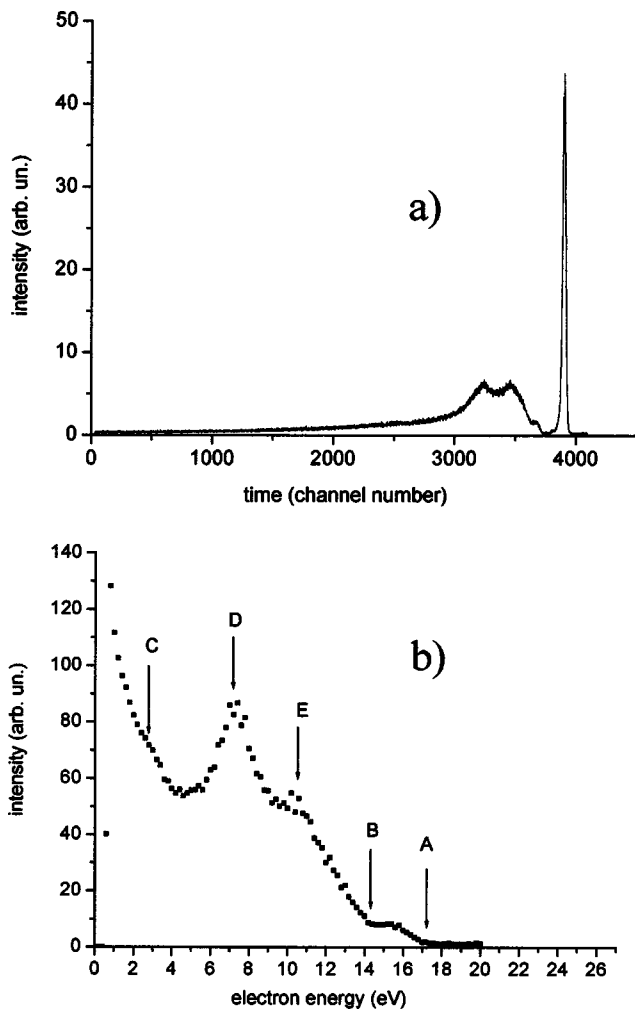 50
40
30
20
10
0
intensity (arb. un.)
a)
0 1000 2000 3000 4000
time (channel number)
140
120
100
80
60
40
20
0
intensity (arb. un.)
b)
C
D
E
B
A
0 2 4 6 8 10 12 14 16 18 20 22 24 26
electron energy (eV)